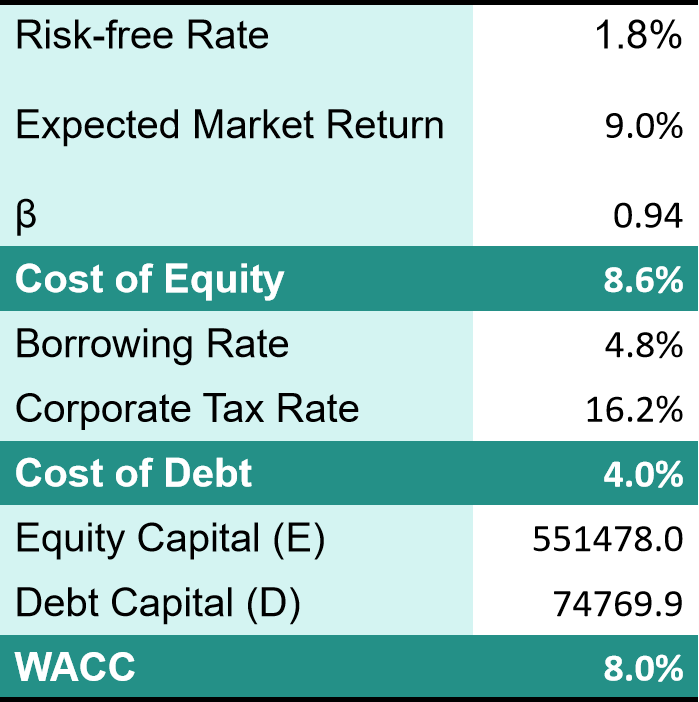 Risk-free Rate 1.8%
Expected Market Return 9.0%
β 0.94
Cost of Equity 8.6%
Borrowing Rate 4.8%
Corporate Tax Rate 16.2%
Cost of Debt 4.0%
Equity Capital (E) 551478.0
Debt Capital (D) 74769.9
WACC 8.0%